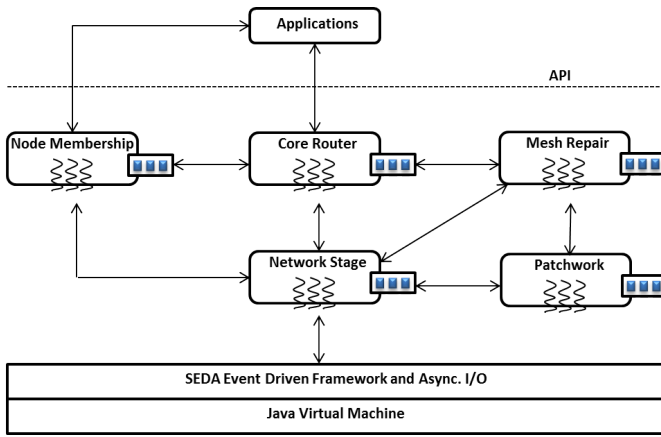 Applications
API
Node Membership
Core Router
Mesh Repair
Network Stage
Patchwork
SEDA Event Driven Framework and Async. I/O
Java Virtual Machine